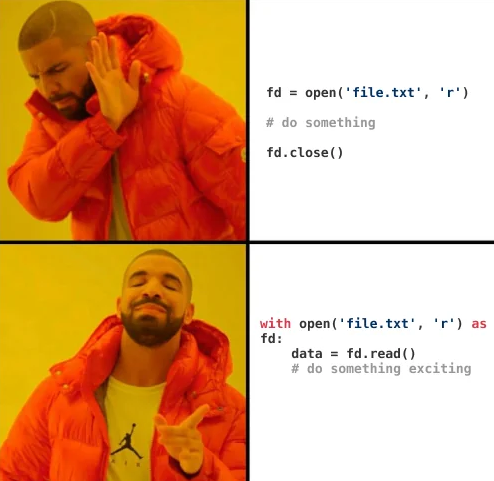 fd = open('file.txt', 'r')
# do something
fd.close()
with open('file.txt', 'r') as
fd:
    data = fd.read()
    # do something exciting